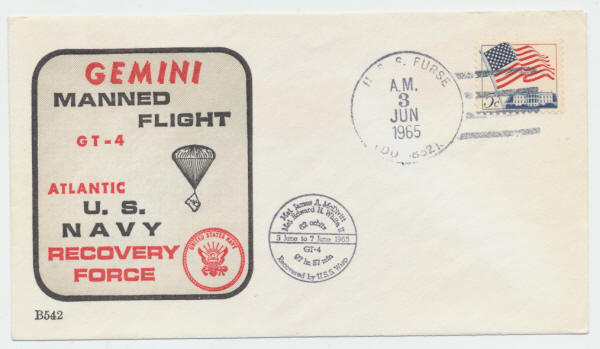 GEMINI
MANNED
FLIGHT
GT-4
ATLANTIC
U. S.
NAVY
RECOVERY
FORCE
UNITED STATES NAVY
B542
U. S. S. FURSE
A.M.
3
JUN
1965
5c
Maj. James A. McDivitt
Maj Edward H. White II
62 orbits
3 June to 7 June 1965
GT-4
97 hr. 57 min
Recovered by U.S.S Wasp